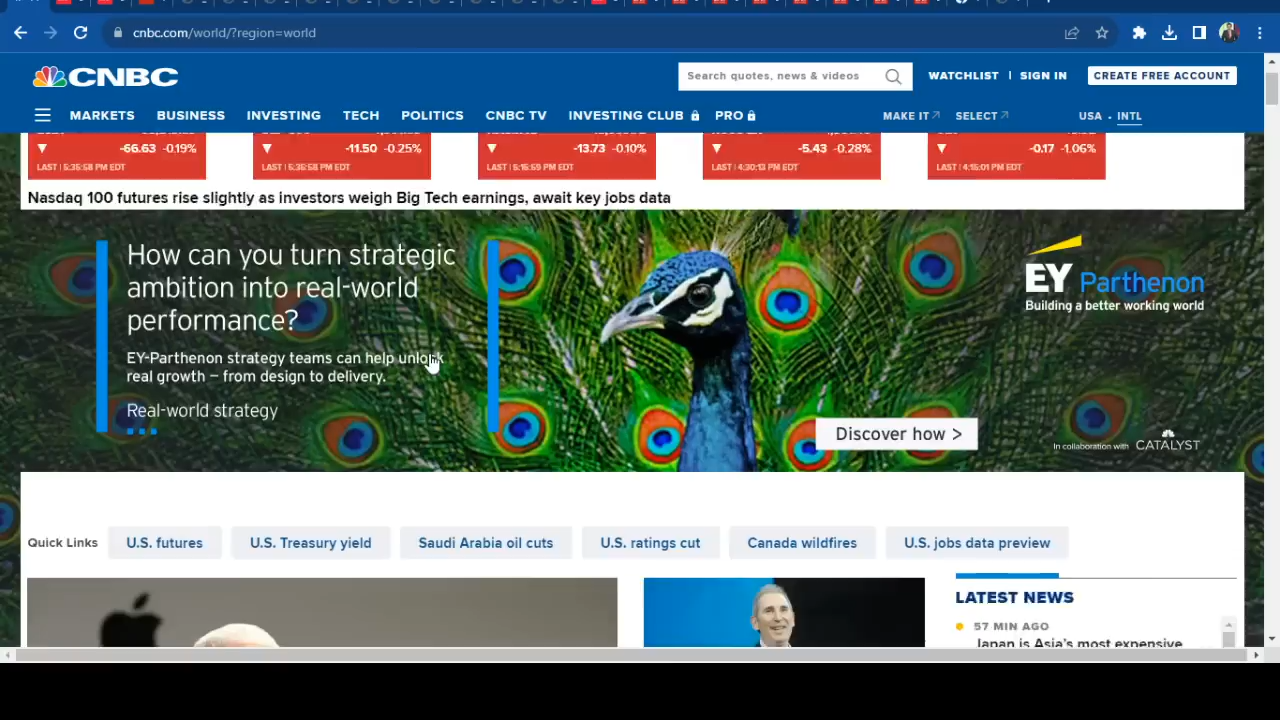 cnbc.com/world/?region=world
CNBC
Search quotes, news & videos
WATCHLIST | SIGN IN
CREATE FREE ACCOUNT
MARKETS BUSINESS INVESTING TECH POLITICS CNBC TV INVESTING CLUB PRO
MAKE IT SELECT USA • INTL
-66.63 -0.19%
LAST | 5:35:58 PM EDT
-11.50 -0.25%
LAST | 5:35:58 PM EDT
-13.73 -0.10%
LAST | 5:15:59 PM EDT
-5.43 -0.28%
LAST | 4:30:13 PM EDT
-0.17 -1.06%
LAST | 4:15:01 PM EDT
Nasdaq 100 futures rise slightly as investors weigh Big Tech earnings, await key jobs data
How can you turn strategic
ambition into real-world
performance?
EY-Parthenon strategy teams can help unlock
real growth – from design to delivery.
Real-world strategy
EY Parthenon
Building a better working world
Discover how >
In collaboration with CATALYST
Quick Links
U.S. futures
U.S. Treasury yield
Saudi Arabia oil cuts
U.S. ratings cut
Canada wildfires
U.S. jobs data preview
LATEST NEWS
57 MIN AGO
Japan is Asia's most expensive